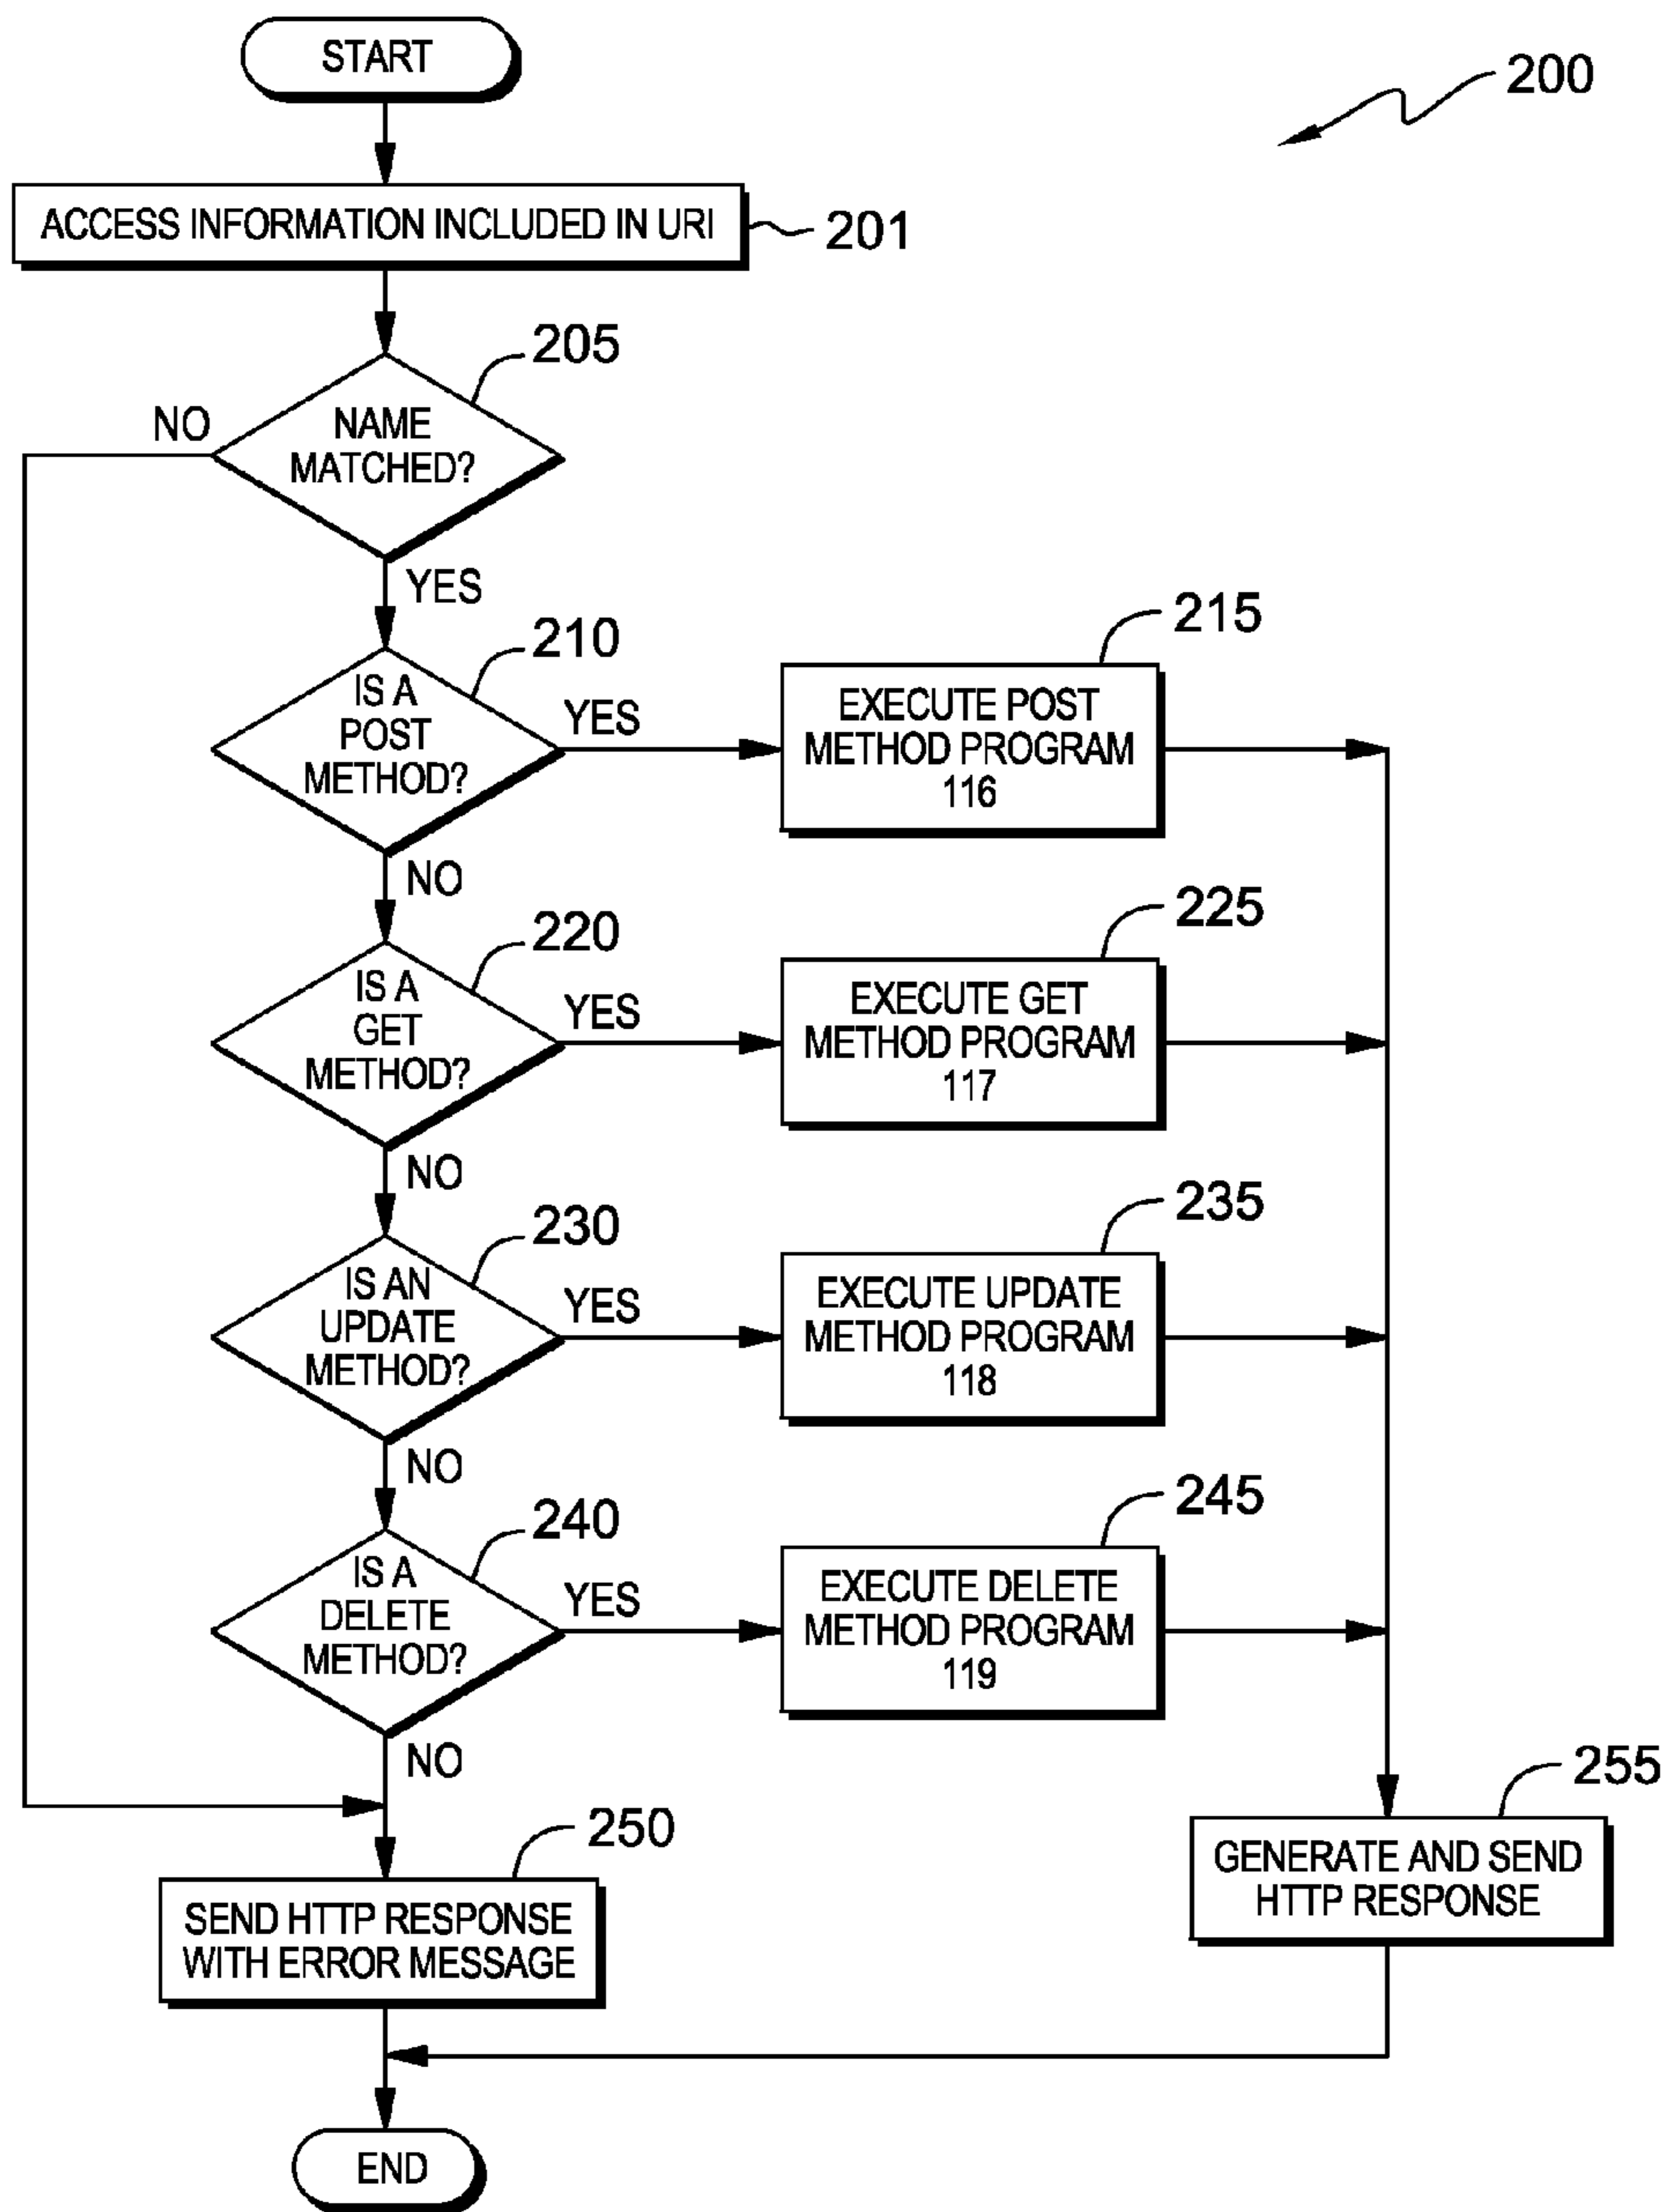 START
200
ACCESS INFORMATION INCLUDED IN URI
201
205
NO
NAME
MATCHED?
YES
210
215
IS A
POST
METHOD?
YES
EXECUTE POST
METHOD PROGRAM
116
NO
220
225
IS A
GET
METHOD?
YES
EXECUTE GET
METHOD PROGRAM
117
NO
230
235
IS AN
UPDATE
METHOD?
YES
EXECUTE UPDATE
METHOD PROGRAM
118
NO
240
245
IS A
DELETE
METHOD?
YES
EXECUTE DELETE
METHOD PROGRAM
119
NO
250
255
SEND HTTP RESPONSE
WITH ERROR MESSAGE
GENERATE AND SEND
HTTP RESPONSE
END